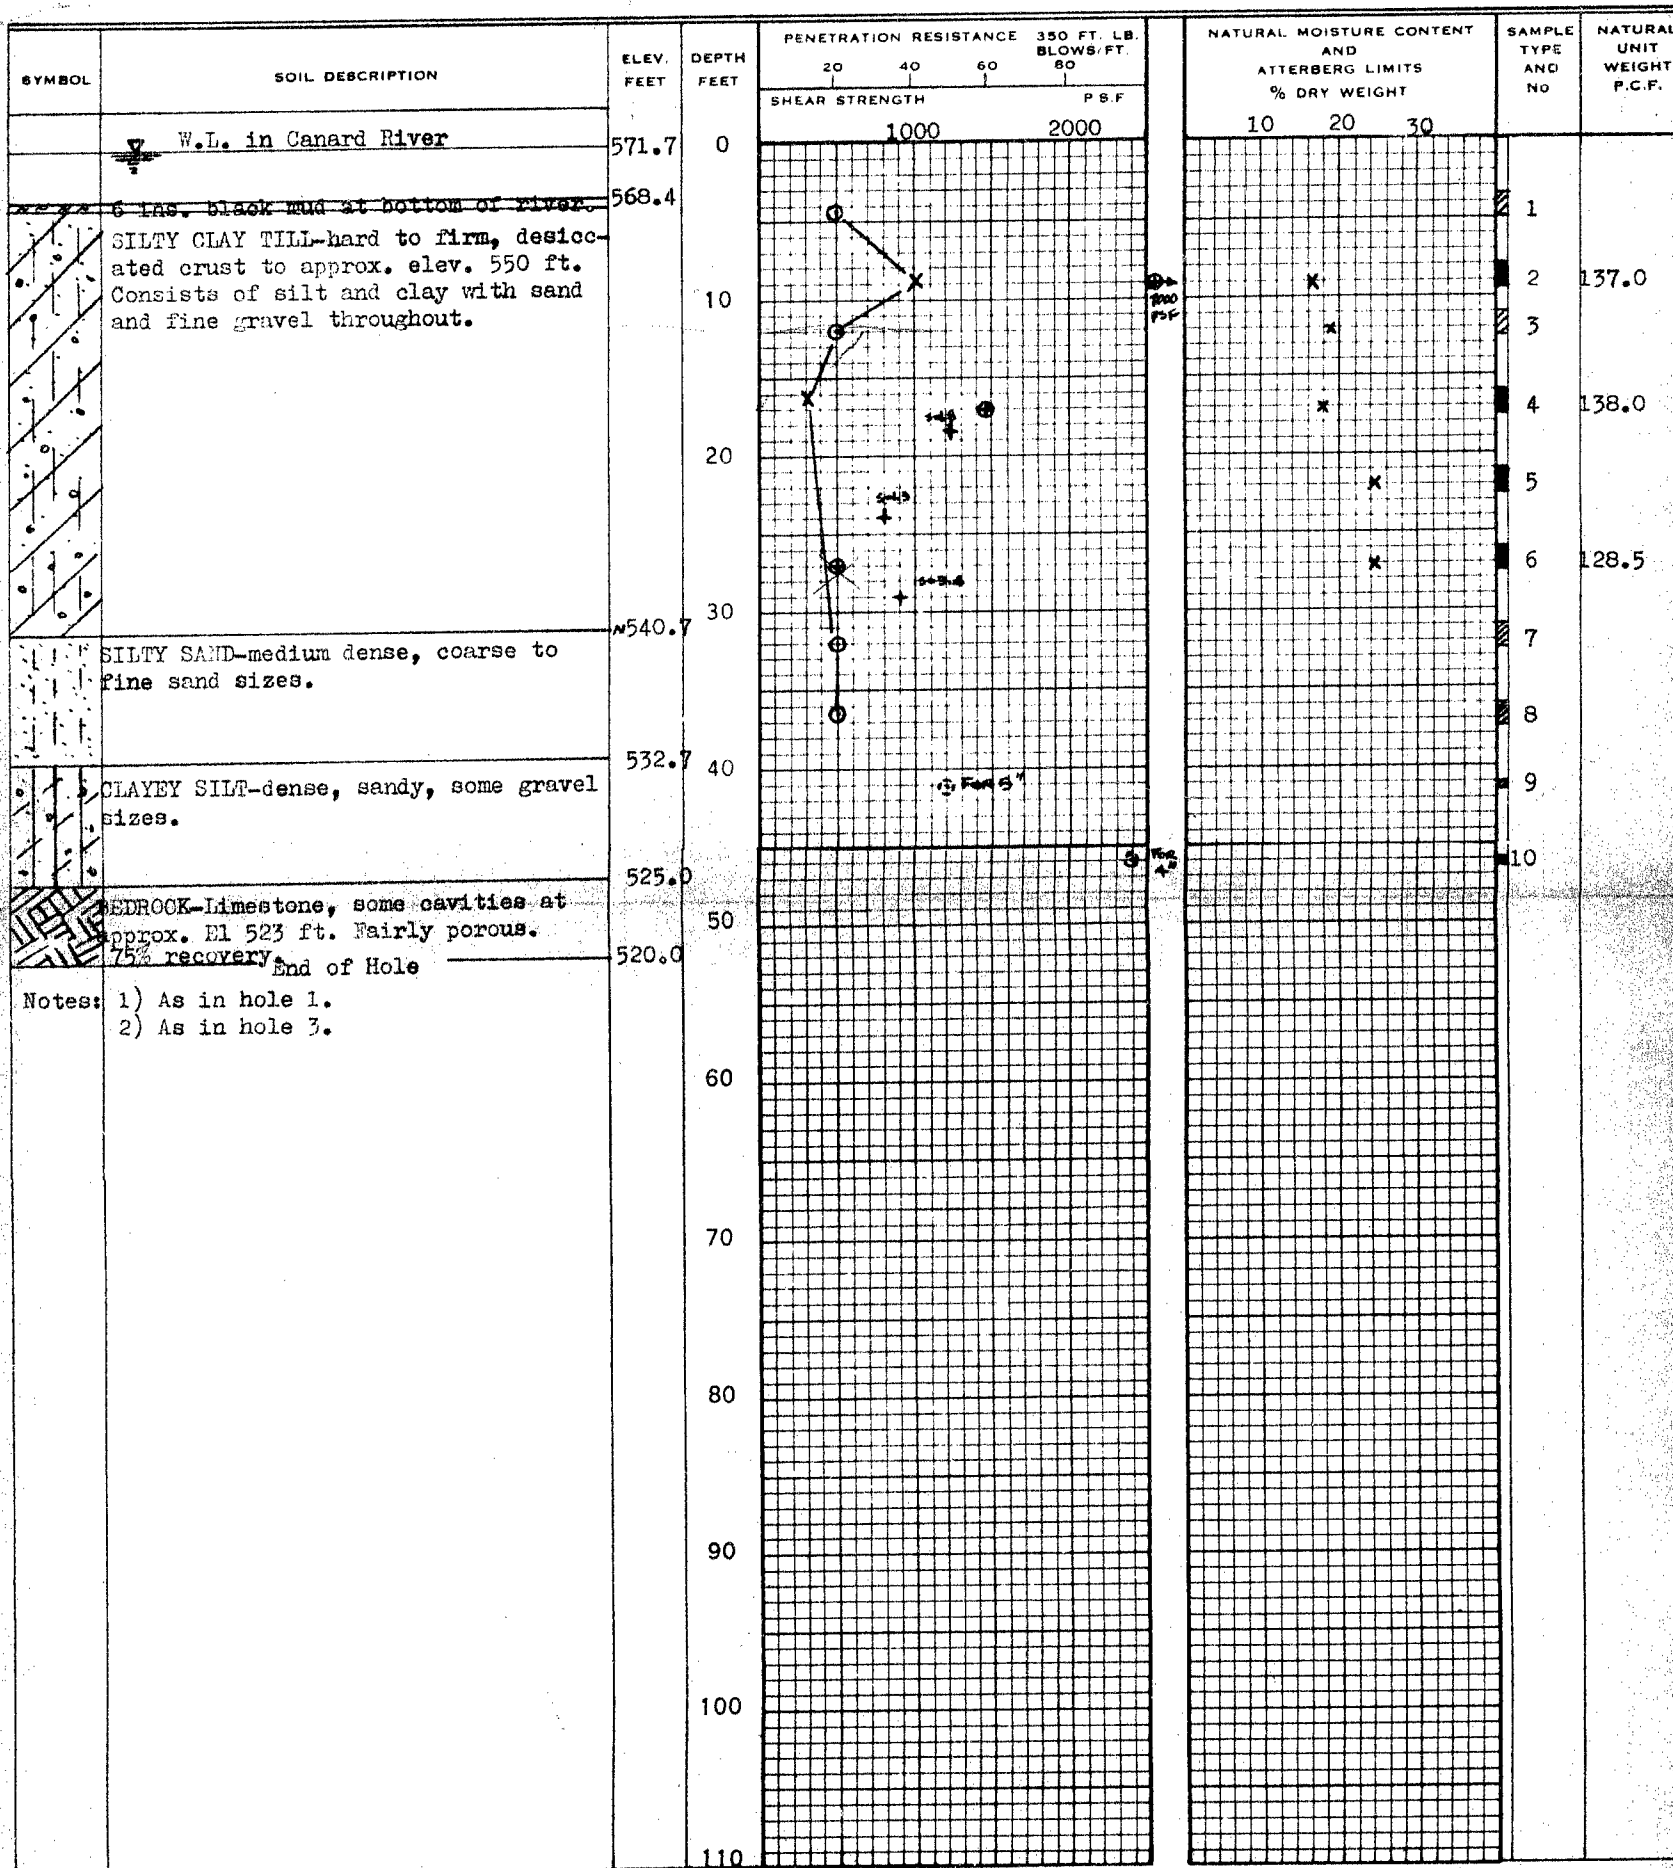 SYMBOL
SOIL DESCRIPTION
ELEV. FEET
DEPTH FEET
PENETRATION RESISTANCE 350 FT. LB.
BLOWS/FT.
20 40 60 80
SHEAR STRENGTH P.S.F
1000 2000
NATURAL MOISTURE CONTENT
AND
ATTERBERG LIMITS
% DRY WEIGHT
10 20 30
SAMPLE
TYPE
AND
No
NATURAL
UNIT
WEIGHT
P.C.F.
W.L. in Canard River
571.7
0
6 ins. black mud at bottom of river.
568.4
1
SILTY CLAY TILL-hard to firm, desicc-
ated crust to approx. elev. 550 ft.
Consists of silt and clay with sand
and fine gravel throughout.
10
PSF
2 137.0
3
4 138.0
20
5
6 128.5
30
~540.7
7
SILTY SAND-medium dense, coarse to
fine sand sizes.
8
532.7
40
FOR 5"
9
CLAYEY SILT-dense, sandy, some gravel
sizes.
FOR
10
525.0
BEDROCK-Limestone, some cavities at
approx. El 523 ft. Fairly porous.
75% recovery.
50
End of Hole
520.0
Notes: 1) As in hole 1.
2) As in hole 3.
60
70
80
90
100
110